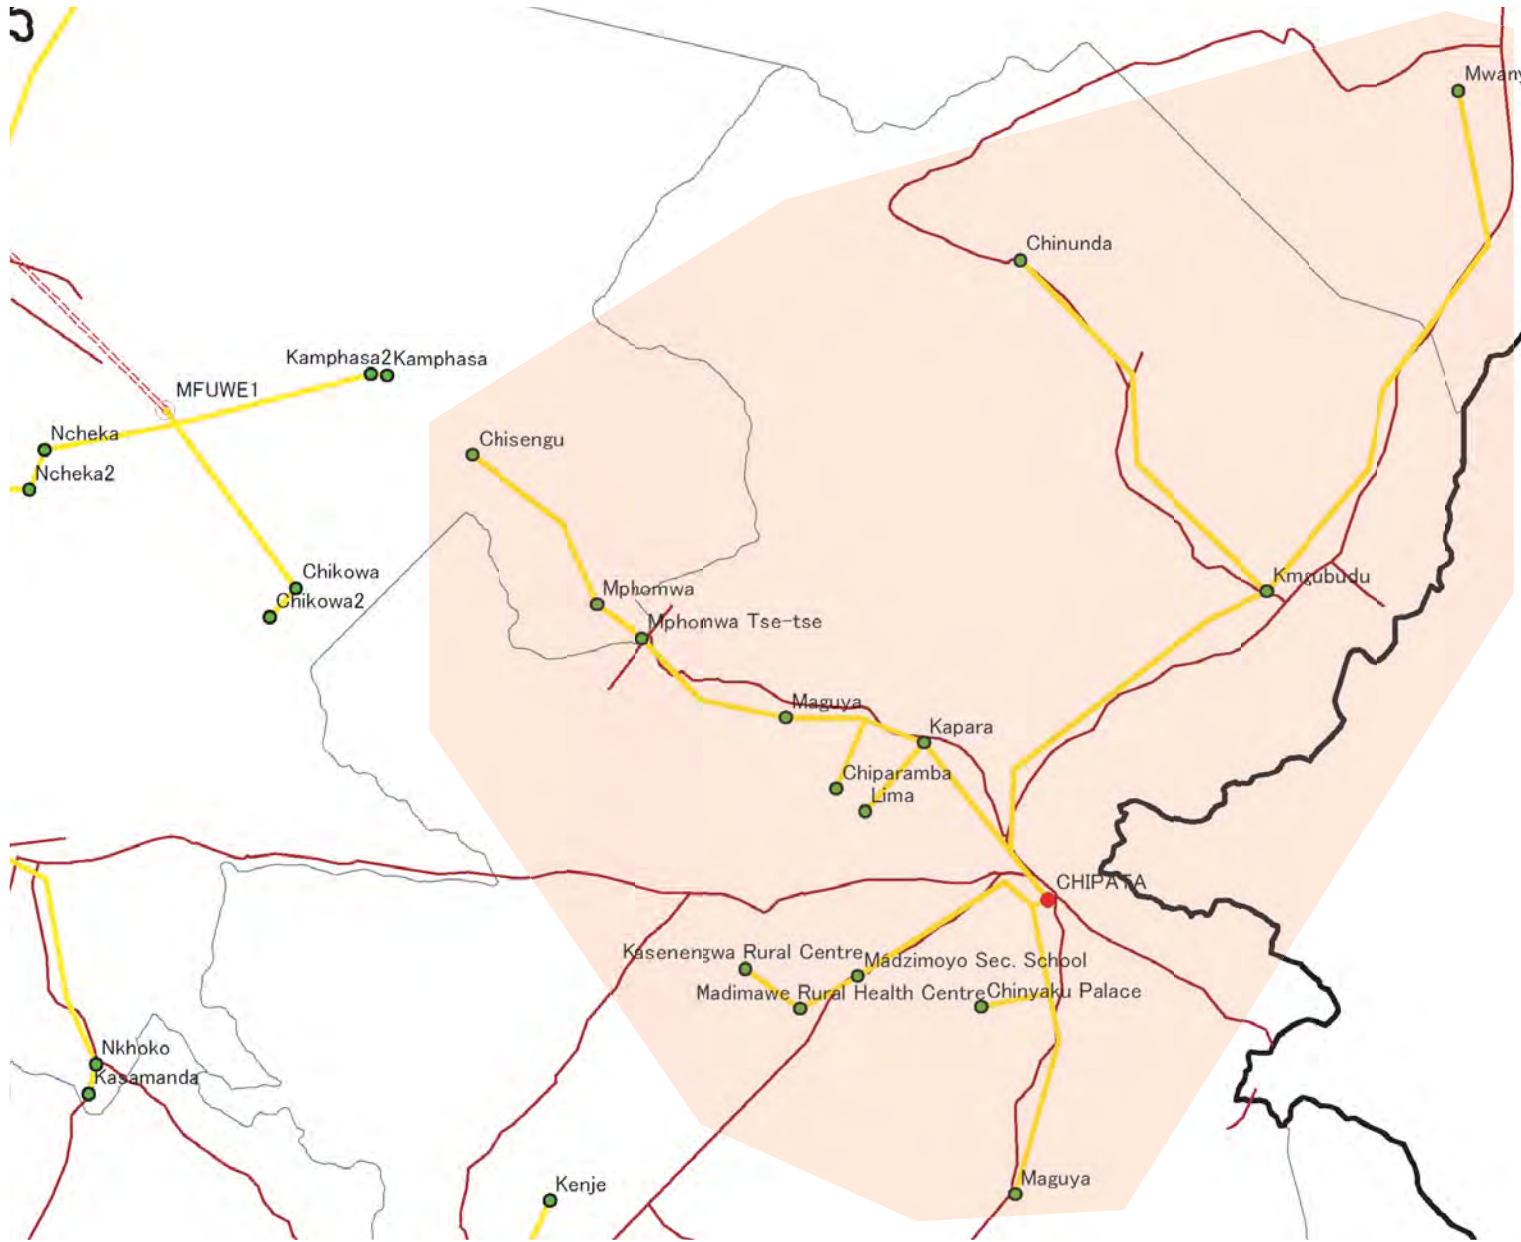 Mwany
Chinunda
Kamphasa2
Kamphasa
MFUWE1
Ncheka
Chisengu
Ncheka2
Chikowa
Chikowa2
Kmgubudu
Mphomwa
Mphomwa Tse-tse
Maguya
Kapara
Chiparamba
Lima
CHIPATA
Kasenengwa Rural Centre
Madzimoyo Sec. School
Madimawe Rural Health Centre
Chinyaku Palace
Nkhoko
Kasamanda
Kenje
Maguya